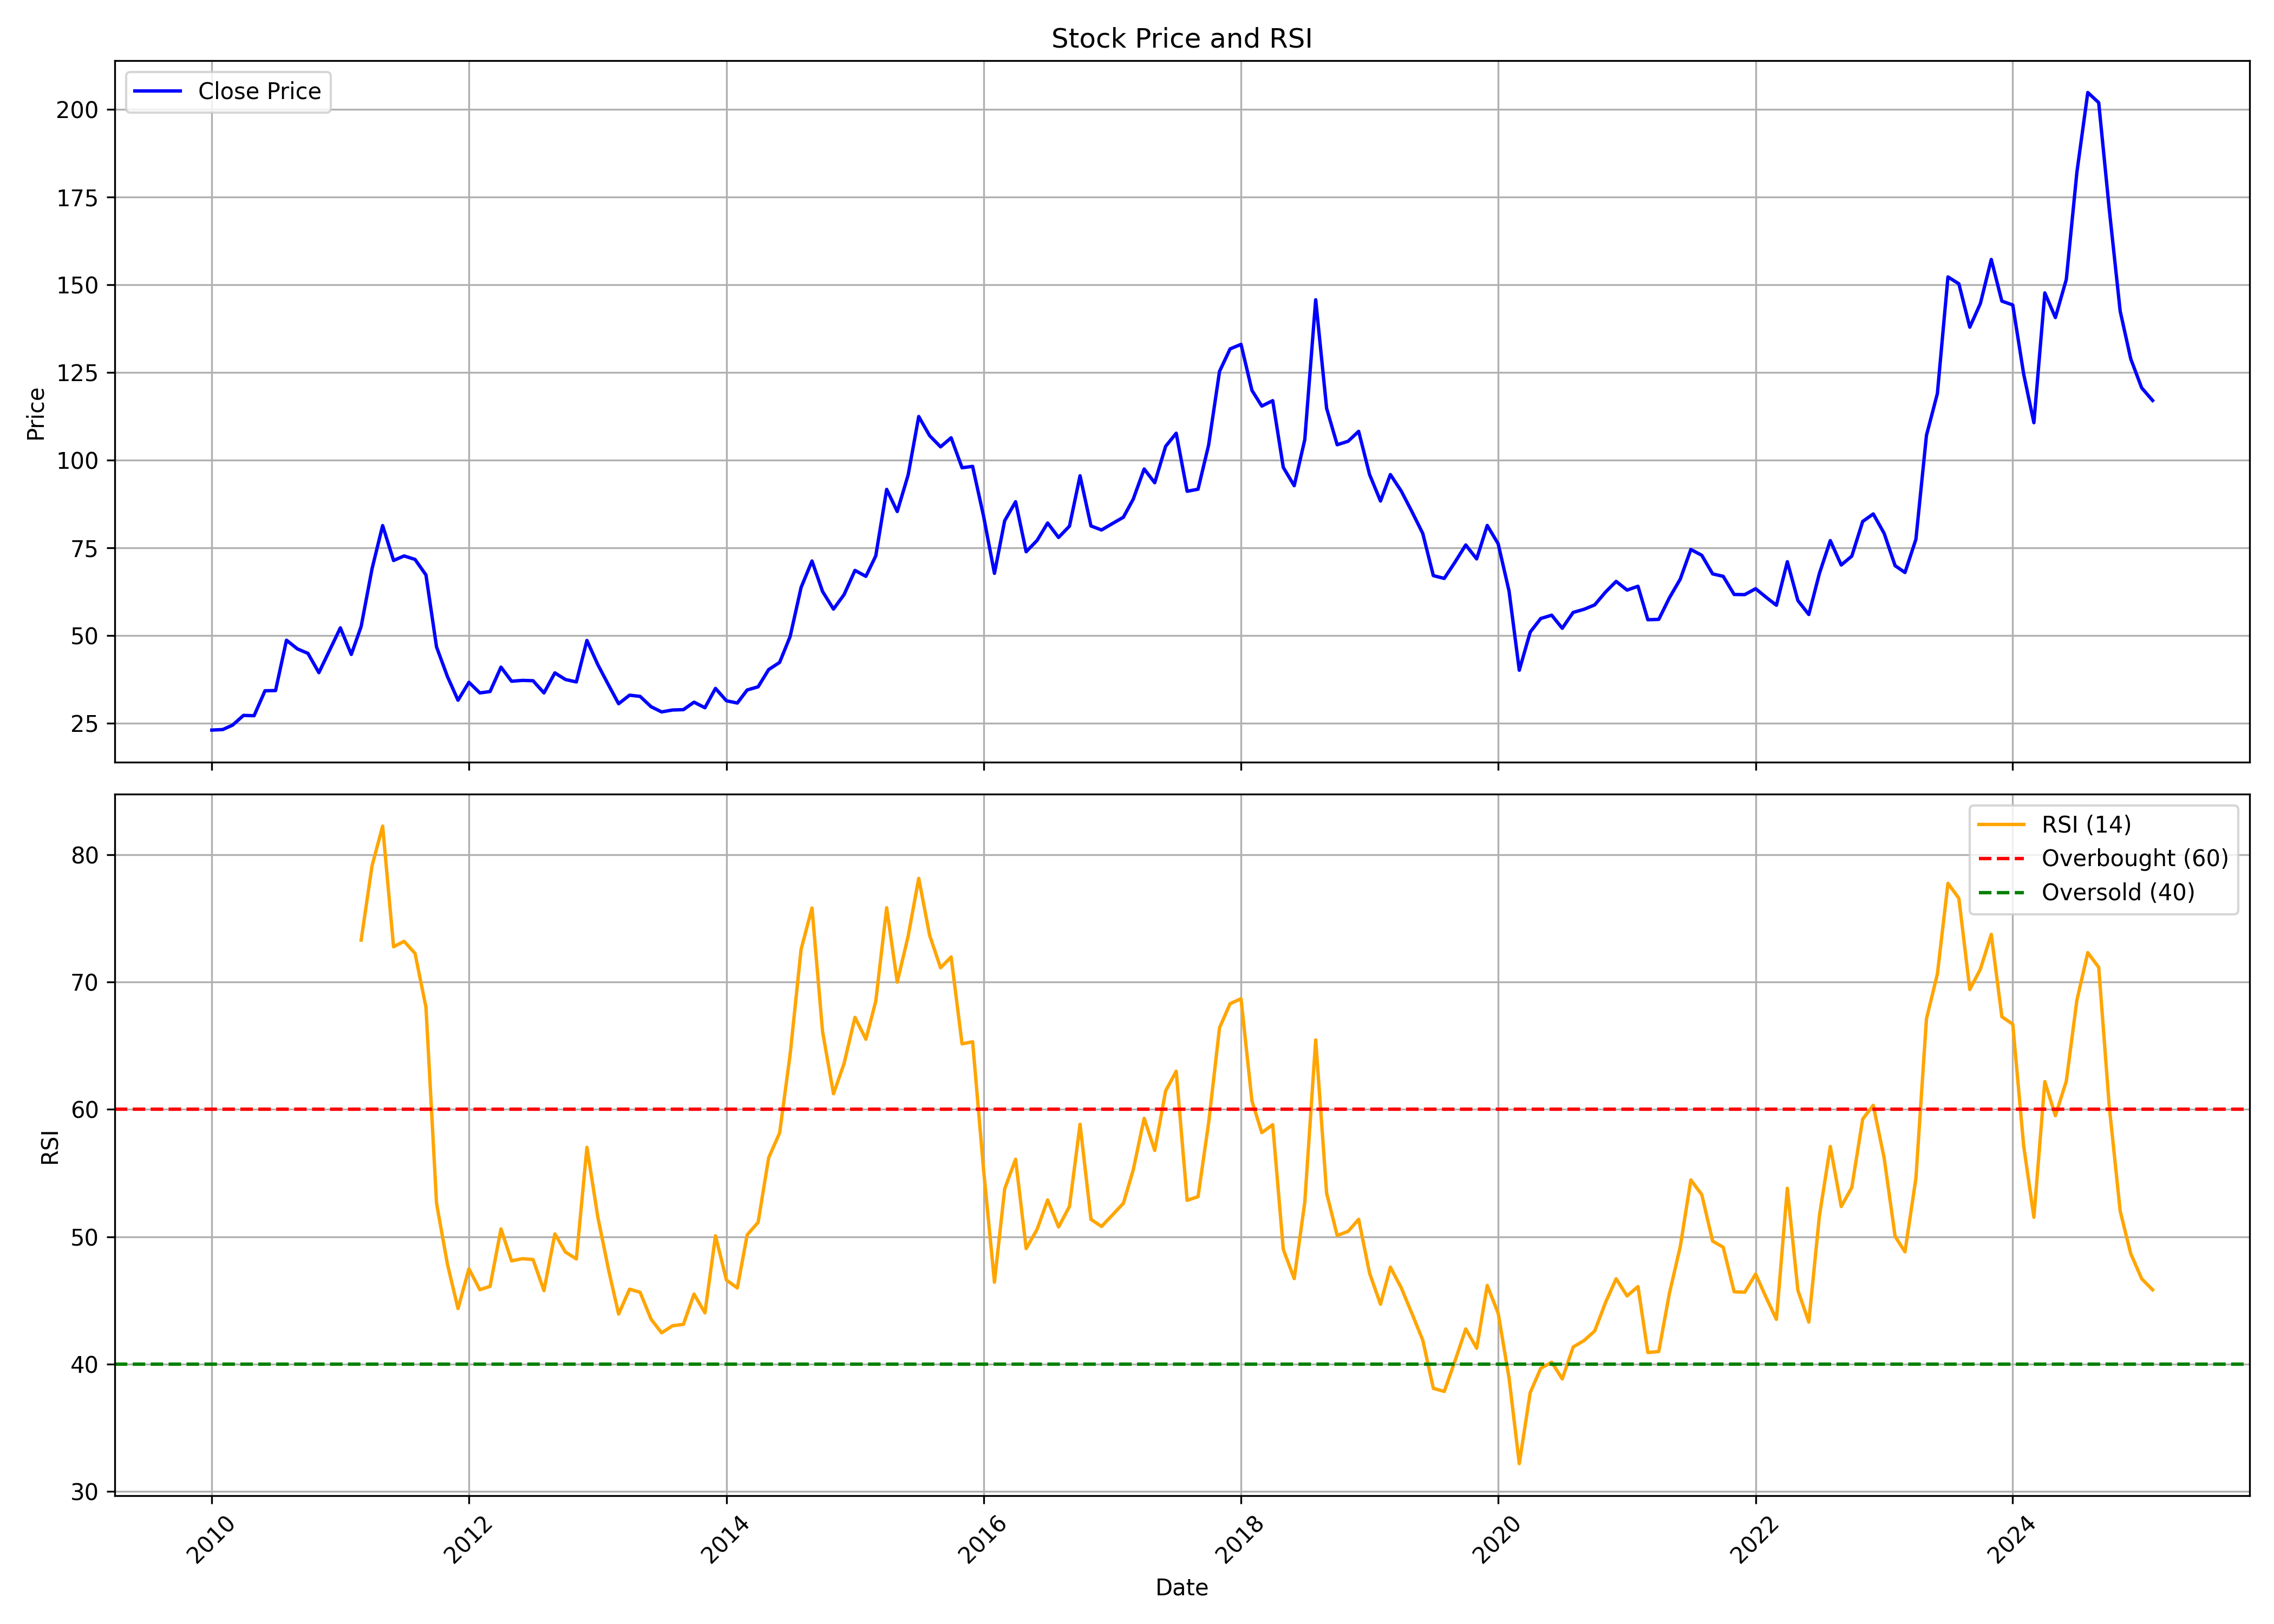 Stock Price and RSI
Close Price
Price
200
175
150
125
100
75
50
25
RSI (14)
Overbought (60)
Oversold (40)
RSI
80
70
60
50
40
30
2010
2012
2014
2016
2018
2020
2022
2024
Date